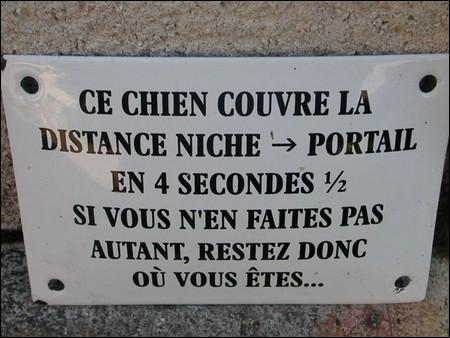 CE CHIEN COUVRE LA
DISTANCE NICHE → PORTAIL
EN 4 SECONDES ½
SI VOUS N'EN FAITES PAS
AUTANT, RESTEZ DONC
OÙ VOUS ÊTES...